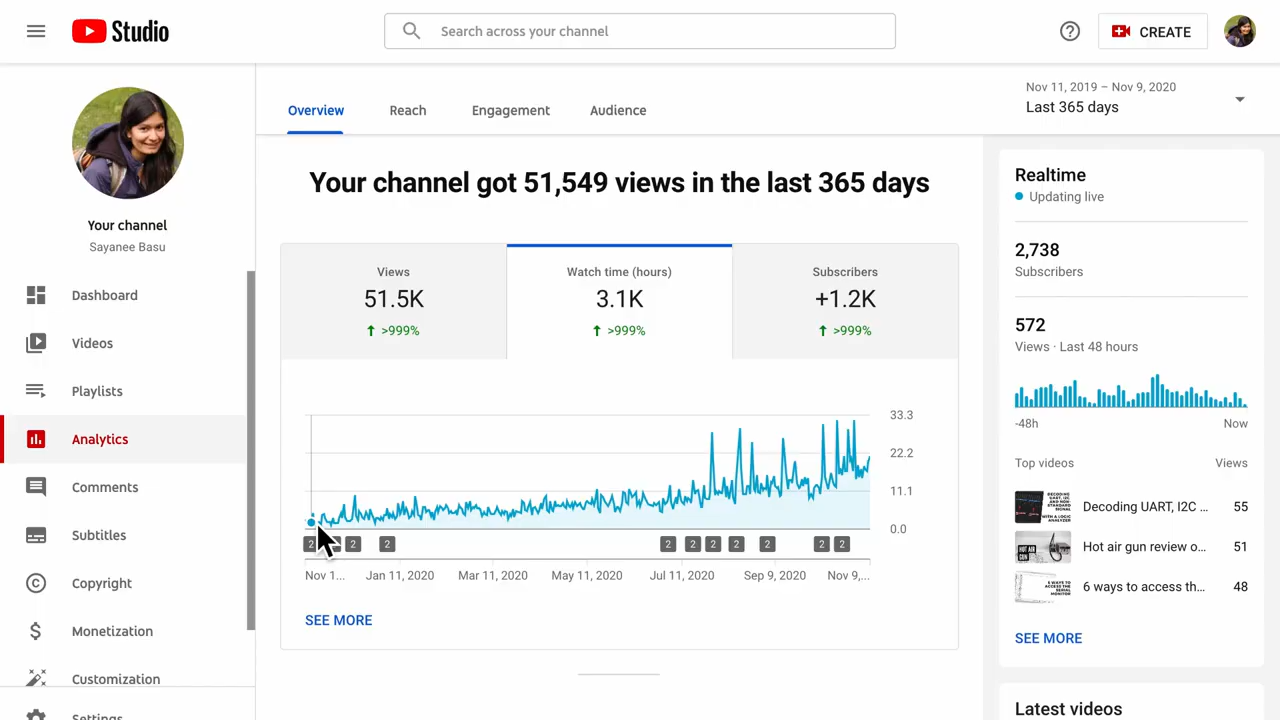 Studio
Search across your channel
CREATE
Your channel
Sayanee Basu
Dashboard
Videos
Playlists
Analytics
Comments
Subtitles
Copyright
Monetization
Customization
Settings
Overview
Reach
Engagement
Audience
Nov 11, 2019 – Nov 9, 2020
Last 365 days
Your channel got 51,549 views in the last 365 days
Views
51.5K
>999%
Watch time (hours)
3.1K
>999%
Subscribers
+1.2K
>999%
33.3
22.2
11.1
0.0
2 2 2 2 2 2 2 2 2 2
2
Nov 1... Jan 11, 2020 Mar 11, 2020 May 11, 2020 Jul 11, 2020 Sep 9, 2020 Nov 9,...
SEE MORE
Realtime
Updating live
2,738
Subscribers
572
Views · Last 48 hours
-48h Now
Top videos Views
Decoding UART, I2C ... 55
Hot air gun review o... 51
6 ways to access th... 48
SEE MORE
Latest videos